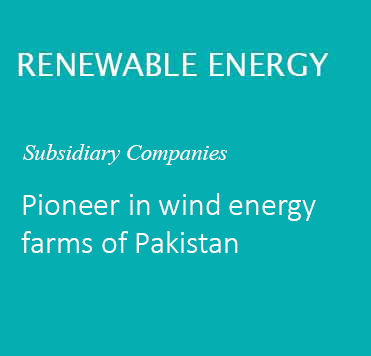 RENEWABLE ENERGY
Subsidiary Companies
Pioneer in wind energy
farms of Pakistan